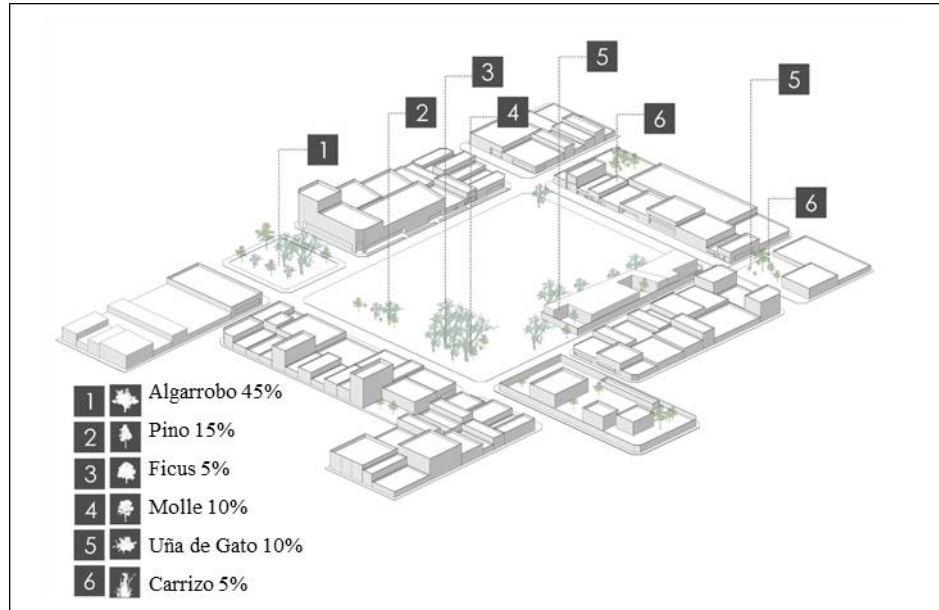 5
3
5
2
4
6
1
6
1 Algarrobo 45%
2 Pino 15%
3 Ficus 5%
4 Molle 10%
5 Uña de Gato 10%
6 Carrizo 5%